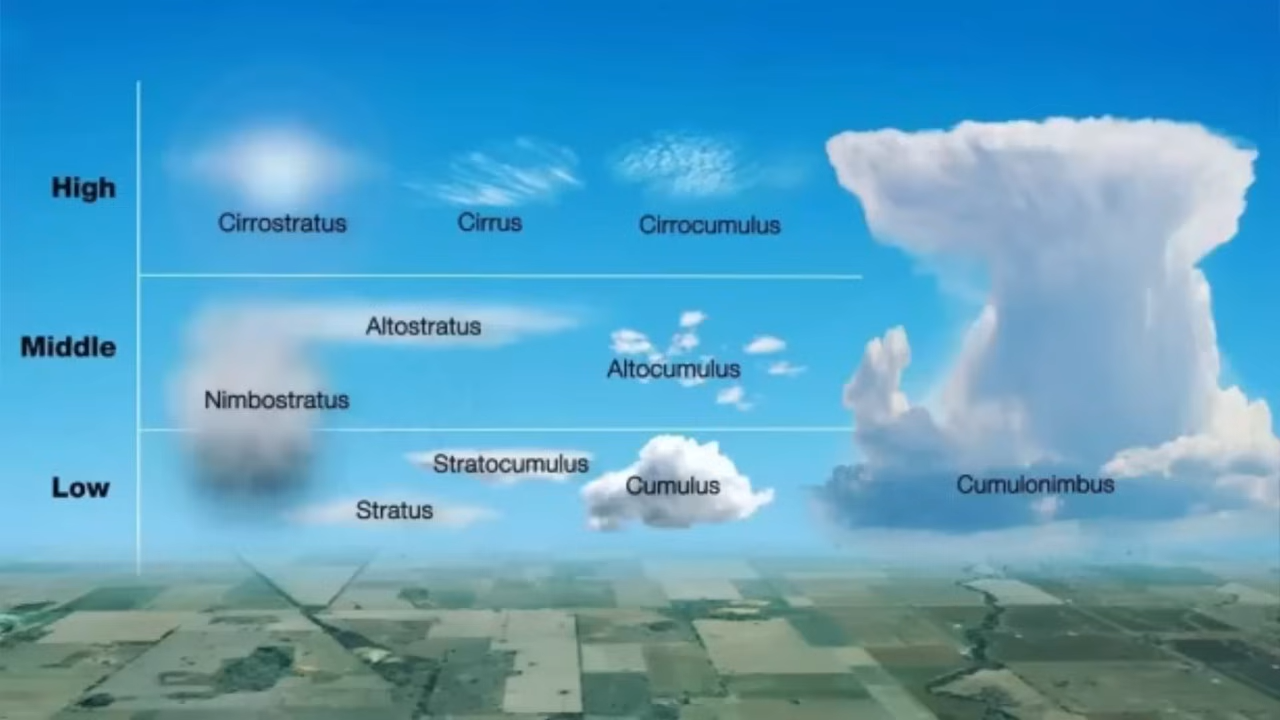 High
Cirrostratus
Cirrus
Cirrocumulus
Middle
Altostratus
Altocumulus
Nimbostratus
Low
Stratocumulus
Cumulus
Cumulonimbus
Stratus